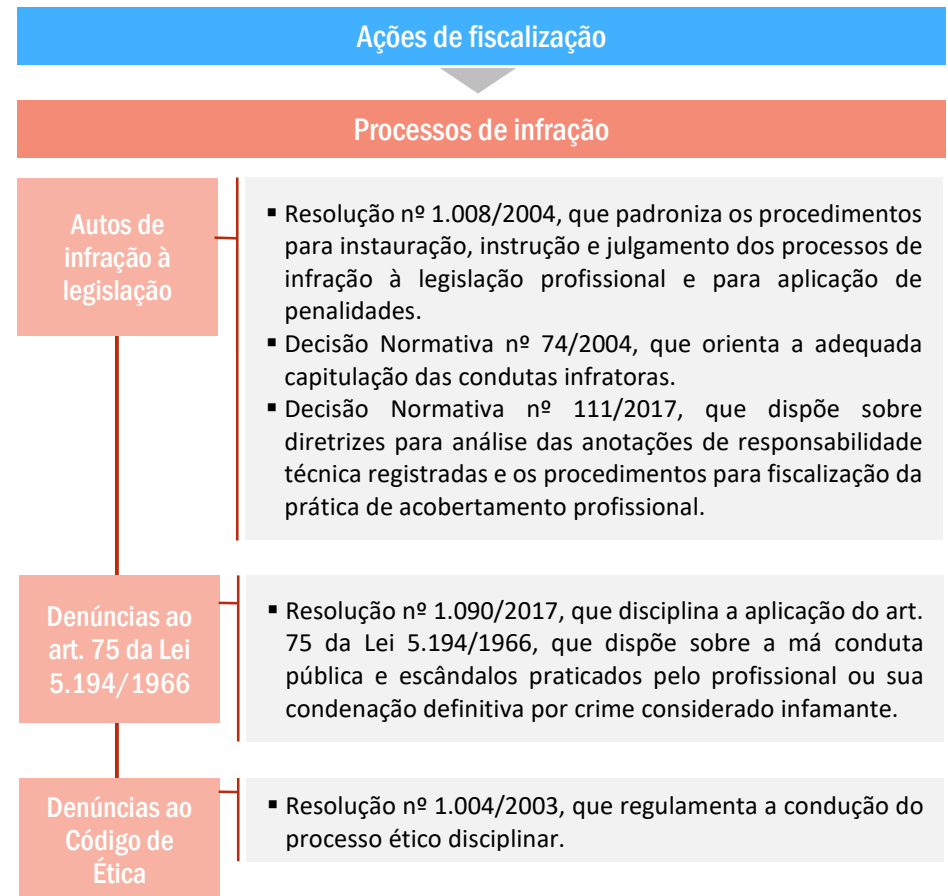 Ações de fiscalização
Processos de infração
Autos de
infração à
legislação
▪ Resolução nº 1.008/2004, que padroniza os procedimentos
para instauração, instrução e julgamento dos processos de
infração à legislação profissional e para aplicação de
penalidades.
▪ Decisão Normativa nº 74/2004, que orienta a adequada
capitulação das condutas infratoras.
▪ Decisão Normativa nº 111/2017, que dispõe sobre
diretrizes para análise das anotações de responsabilidade
técnica registradas e os procedimentos para fiscalização da
prática de acobertamento profissional.
Denúncias ao
art. 75 da Lei
5.194/1966
▪ Resolução nº 1.090/2017, que disciplina a aplicação do art.
75 da Lei 5.194/1966, que dispõe sobre a má conduta
pública e escândalos praticados pelo profissional ou sua
condenação definitiva por crime considerado infamante.
Denúncias ao
Código de
Ética
▪ Resolução nº 1.004/2003, que regulamenta a condução do
processo ético disciplinar.